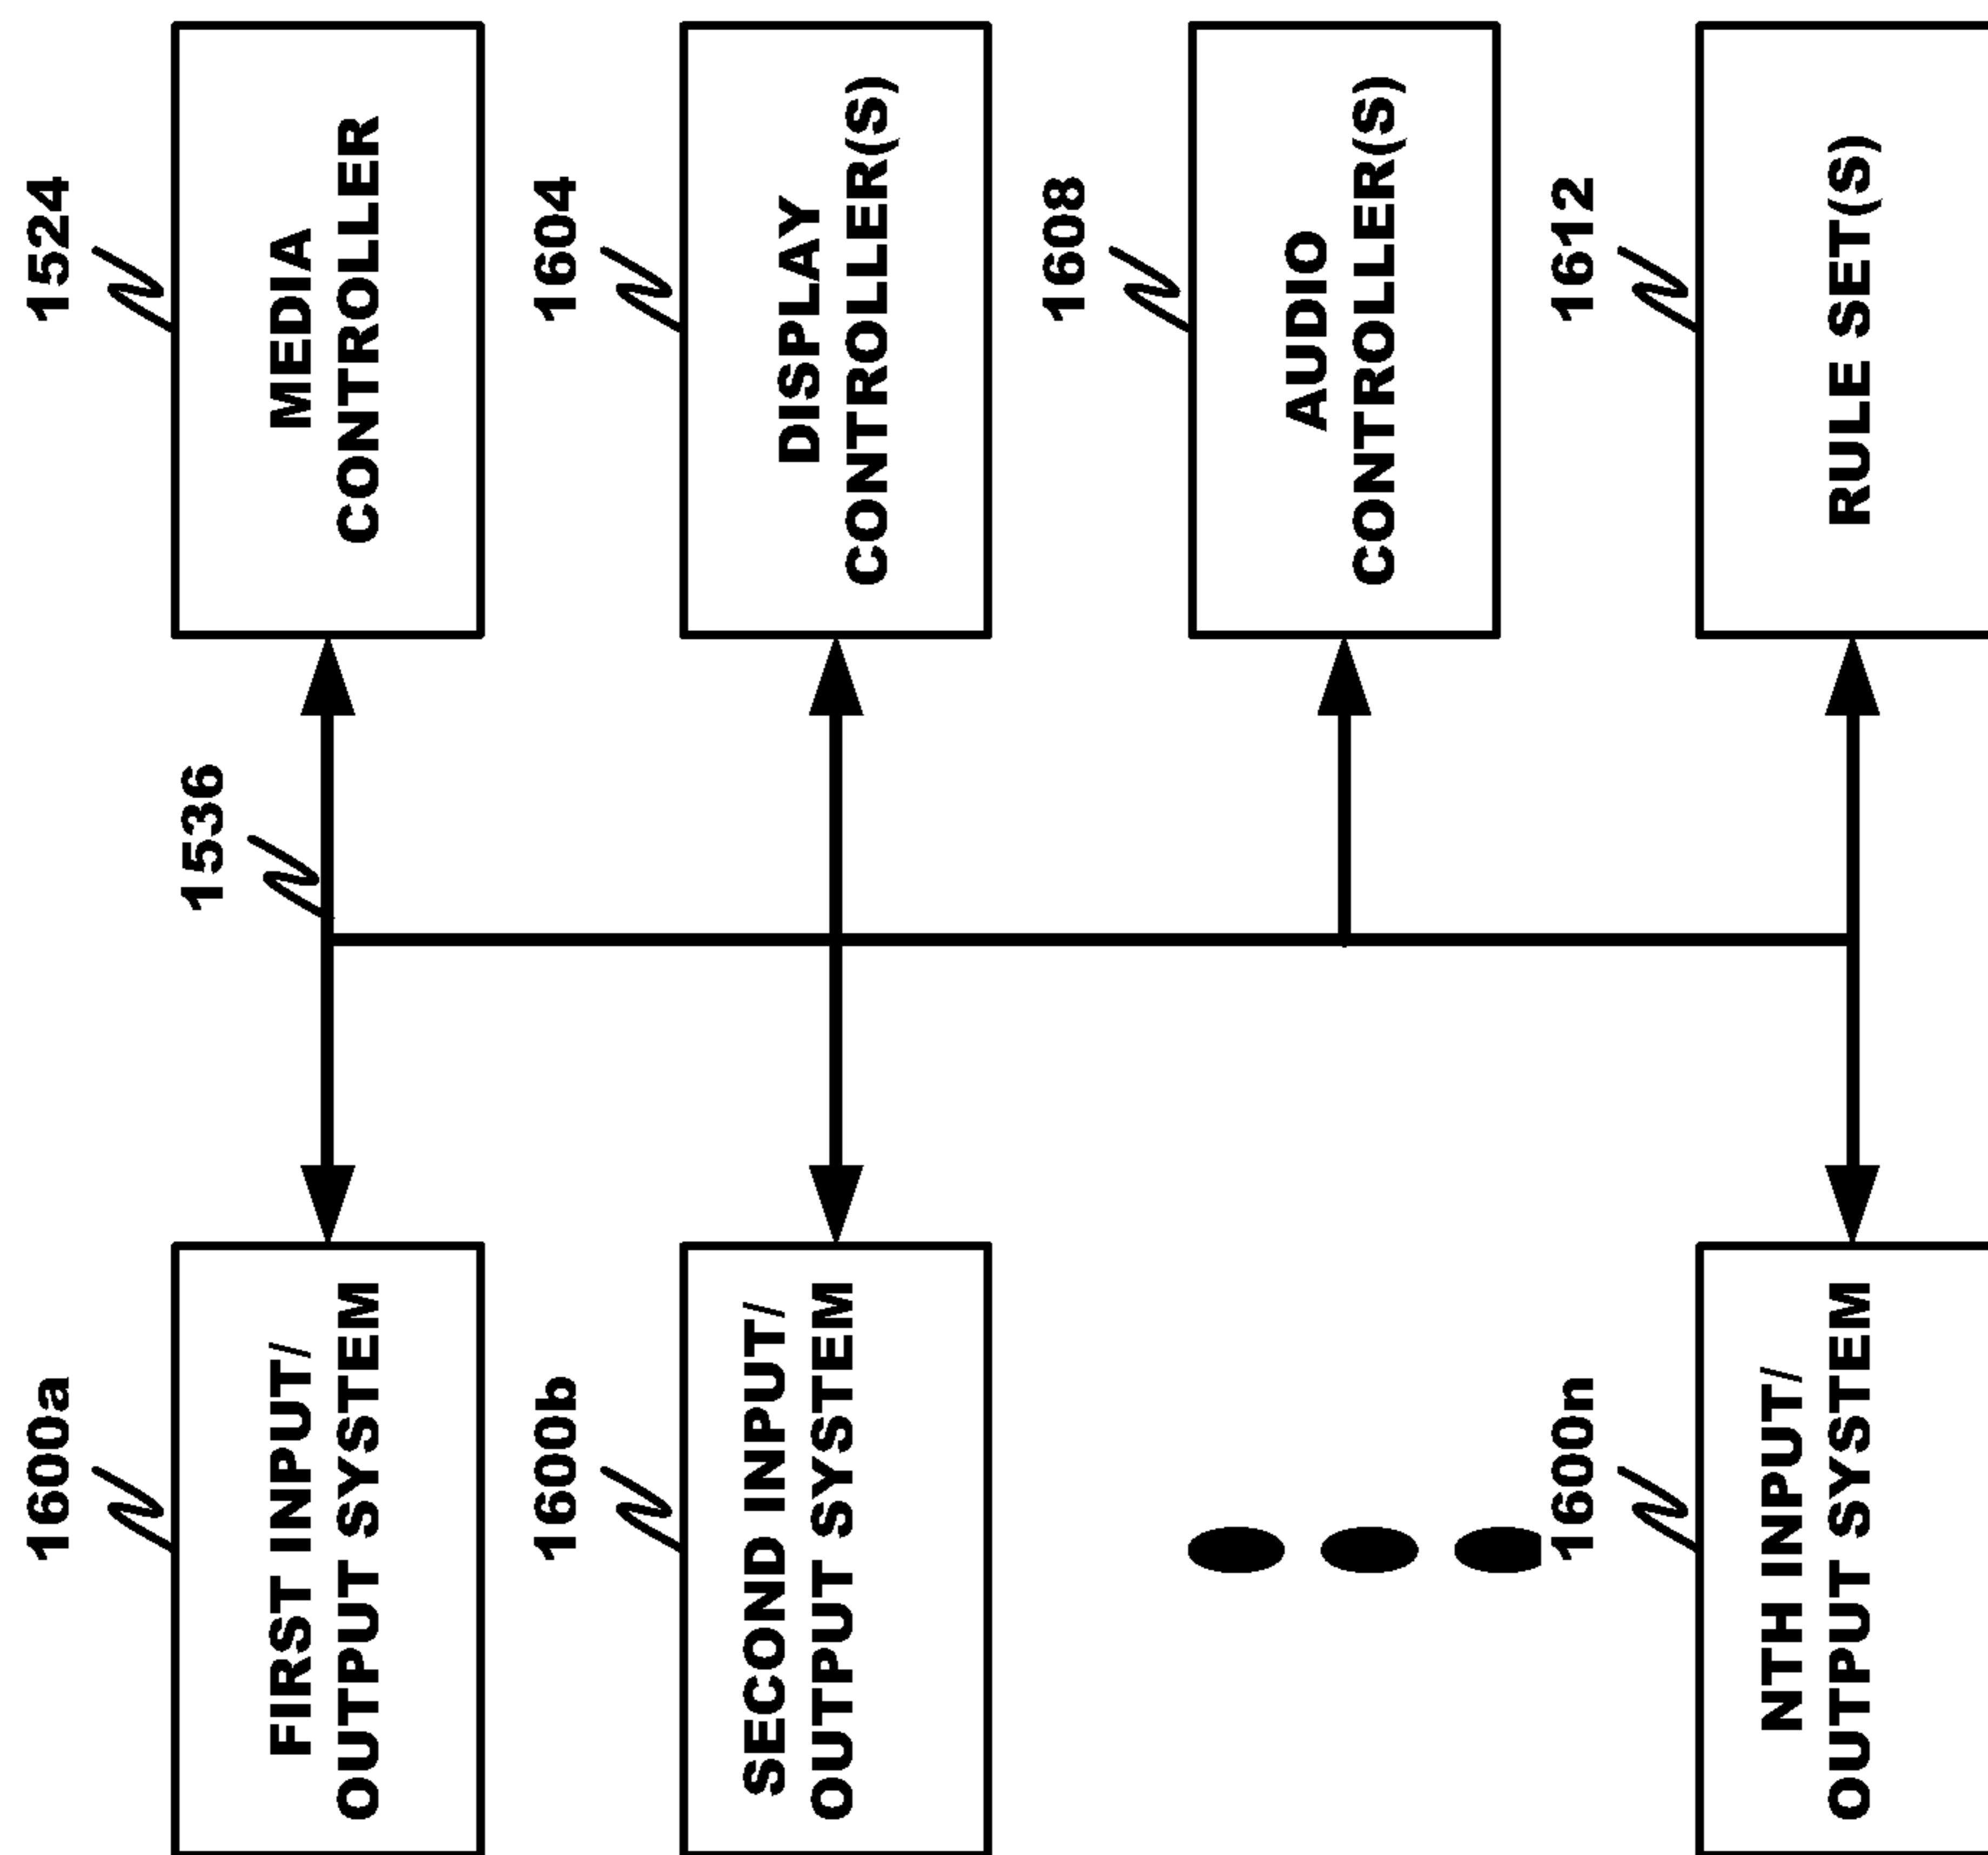 1524
MEDIA
CONTROLLER
1604
DISPLAY
CONTROLLER(S)
1608
AUDIO
CONTROLLER(S)
1612
RULE SET(S)
1536
1600a
FIRST INPUT/
OUTPUT SYSTEM
1600b
SECOND INPUT/
OUTPUT SYSTEM
1600n
NTH INPUT/
OUTPUT SYSTEM